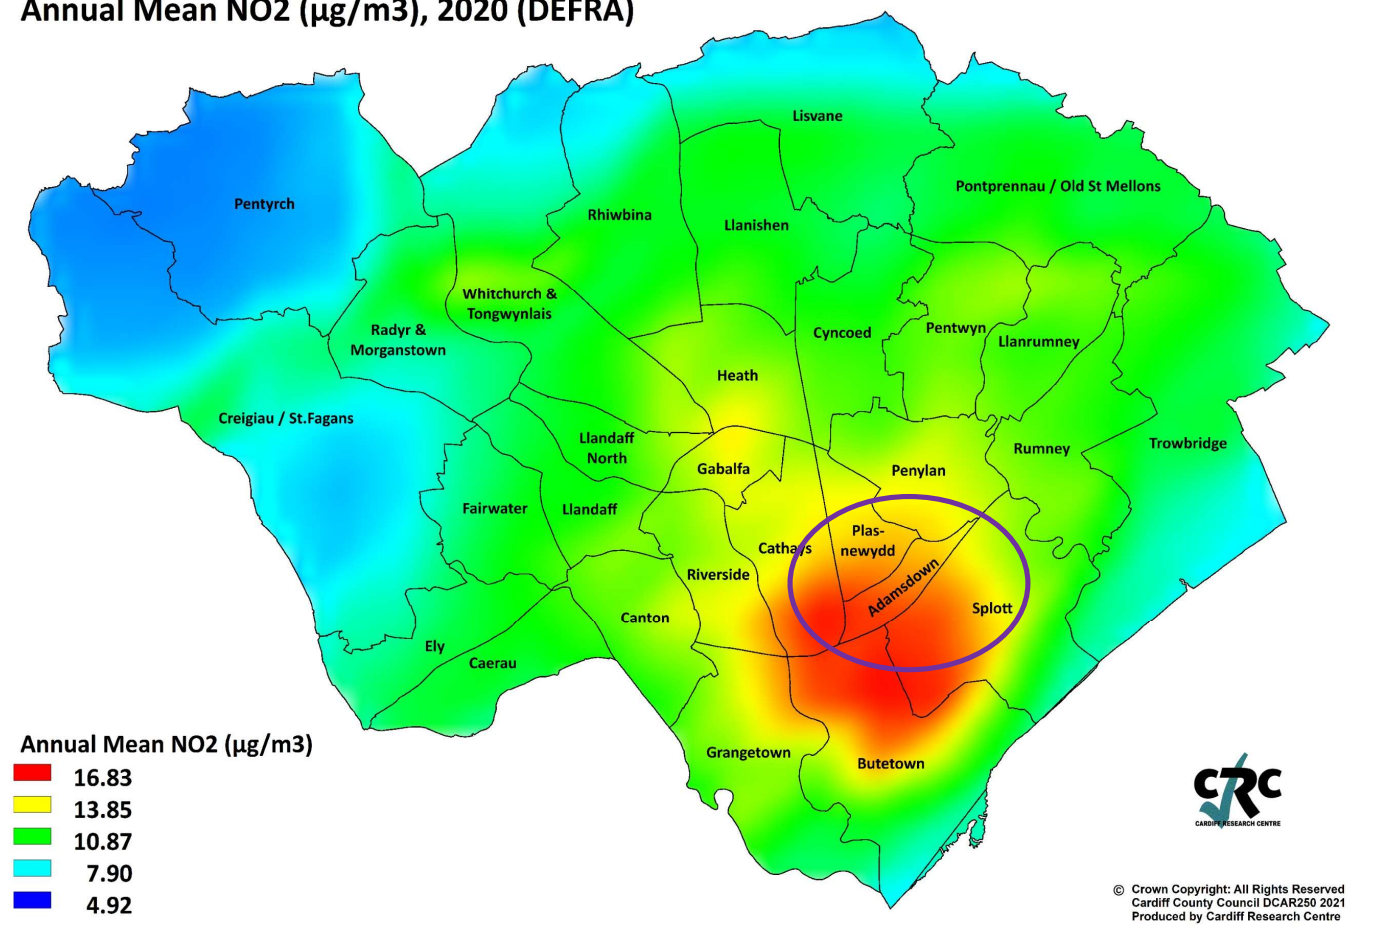 Annual Mean NO2 (µg/m3), 2020 (DEFRA)
Lisvane
Pontprennau / Old St Mellons
Pentyrch
Rhiwbina
Llanishen
Whitchurch &
Tongwynlais
Radyr &
Morganstown
Cyncoed
Pentwyn
Llanrumney
Heath
Creigiau / St.Fagans
Llandaff
North
Gabalfa
Penylan
Rumney
Trowbridge
Fairwater
Llandaff
Plas-
newydd
Cathays
Riverside
Adamsdown
Splott
Canton
Ely
Caerau
Grangetown
Butetown
Annual Mean NO2 (µg/m3)
16.83
13.85
10.87
7.90
4.92
CRC
CARDIFF RESEARCH CENTRE
© Crown Copyright: All Rights Reserved
Cardiff County Council DCAR250 2021
Produced by Cardiff Research Centre